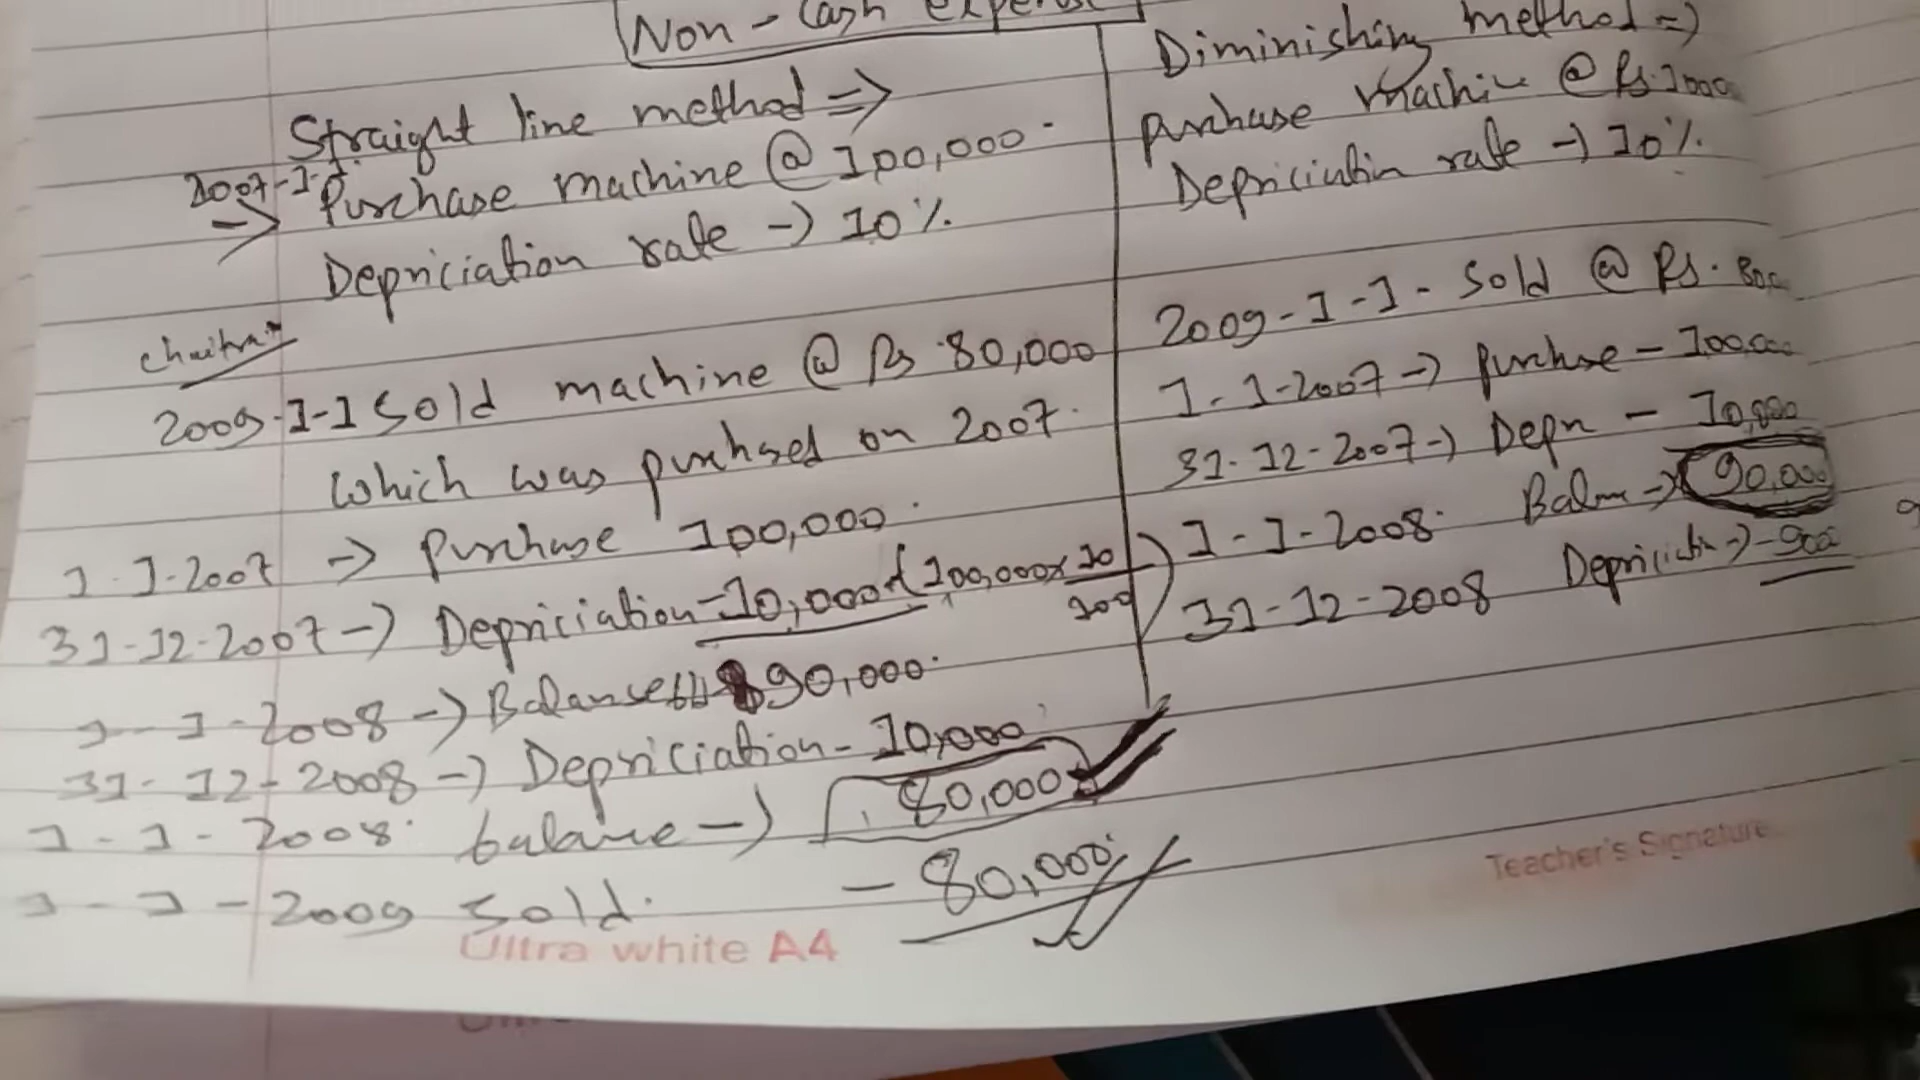 Non - Cash expense
Straight line method =>
2007-1-1
=> Purchase machine @ 100,000
Depriciation rate -> 10%
chaitra
2009-1-1 Sold machine @ Rs 80,000
Which was purchsed on 2007.
1-1-2007 -> Purchase 100,000
31-12-2007 -> Depriciation - 10,000 (100,000 x 10/100)
1-1-2008 -> Balance 90,000
31-12-2008 -> Depriciation - 10,000
1-1-2008 balance -> 80,000
1-1-2009 Sold. - 80,000
Diminishing method =>
purchase machine @ Rs.
Depriciation rate -> 10%.
2009-1-1- Sold @ Rs.
1-1-2007 -> Purchse - 100,000
31-12-2007 -> Depn - 10,000
Balance -> 90,000
1-1-2008
Depriciation ->
31-12-2008
Teacher's Signature
Ultra white A4